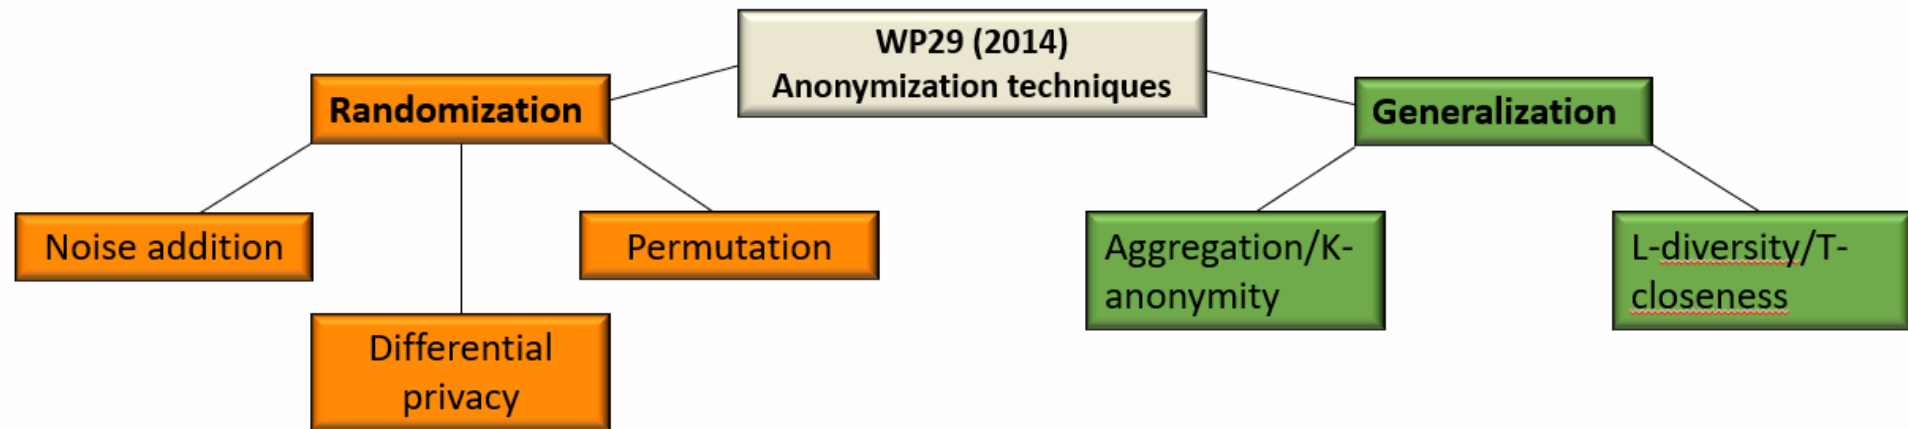 WP29 (2014)
Anonymization techniques
Randomization
Generalization
Noise addition
Permutation
Aggregation/K-
anonymity
L-diversity/T-
closeness
Differential
privacy